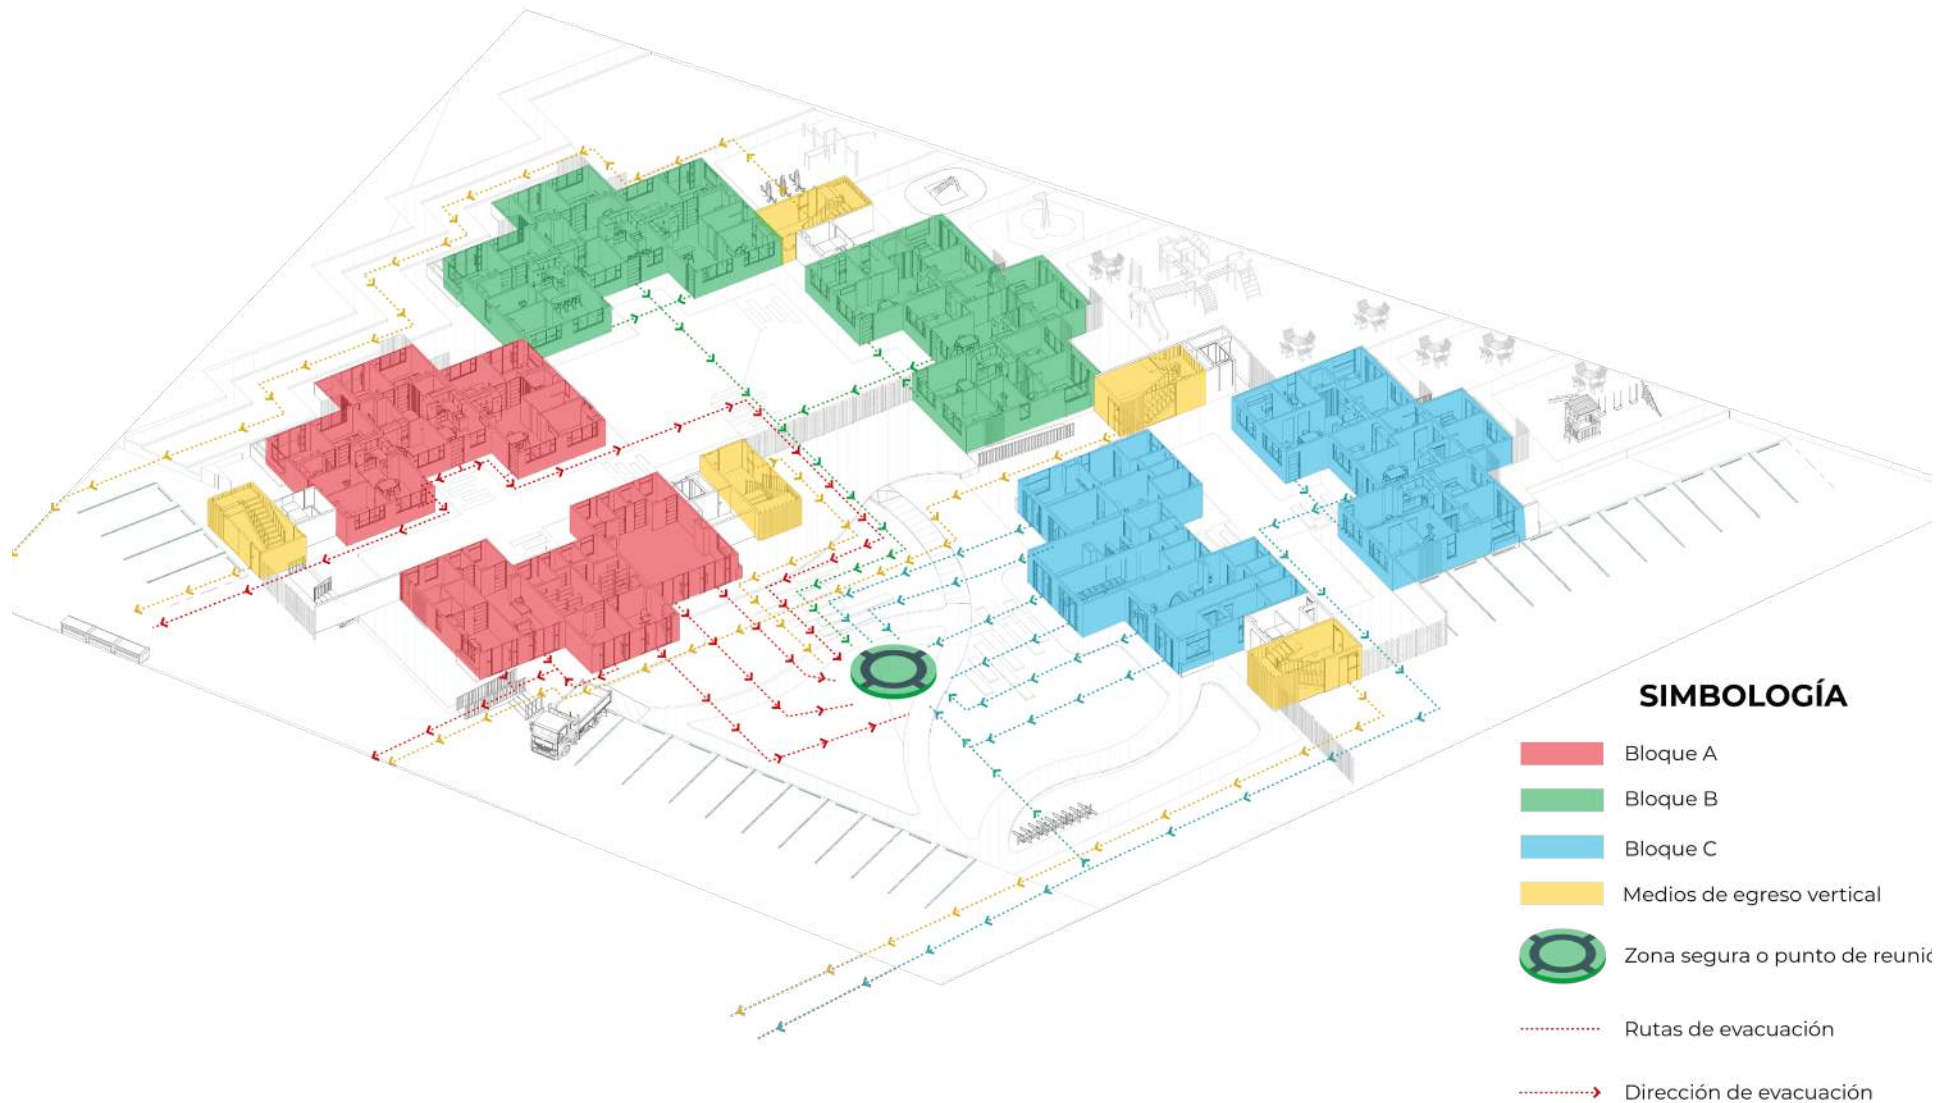 SIMBOLOGÍA
Bloque A
Bloque B
Bloque C
Medios de egreso vertical
Zona segura o punto de reunió
Rutas de evacuación
Dirección de evacuación